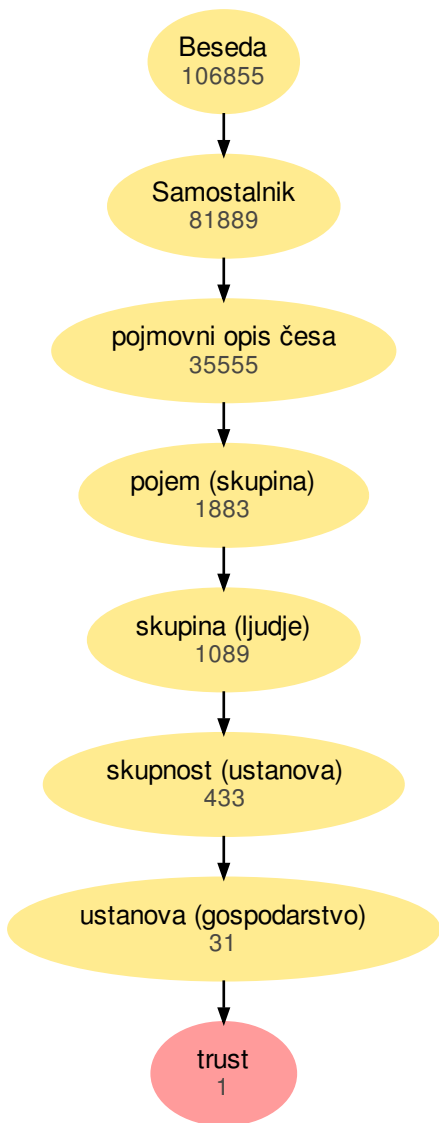 Beseda
106855
Samostalnik
81889
pojmovni opis česa
35555
pojem (skupina)
1883
skupina (ljudje)
1089
skupnost (ustanova)
433
ustanova (gospodarstvo)
31
trust
1